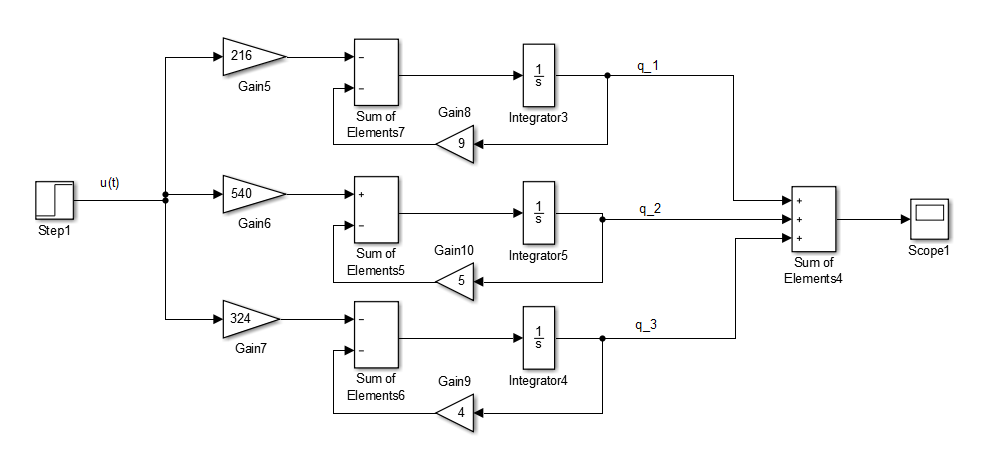 216
Gain5
−
−
Sum of
Elements7
1
s
Integrator3
q_1
Gain8
9
u(t)
Step1
540
Gain6
+
−
Sum of
Elements5
1
s
Integrator5
q_2
Gain10
5
+
+
+
Sum of
Elements4
Scope1
324
Gain7
−
−
Sum of
Elements6
1
s
Integrator4
q_3
Gain9
4